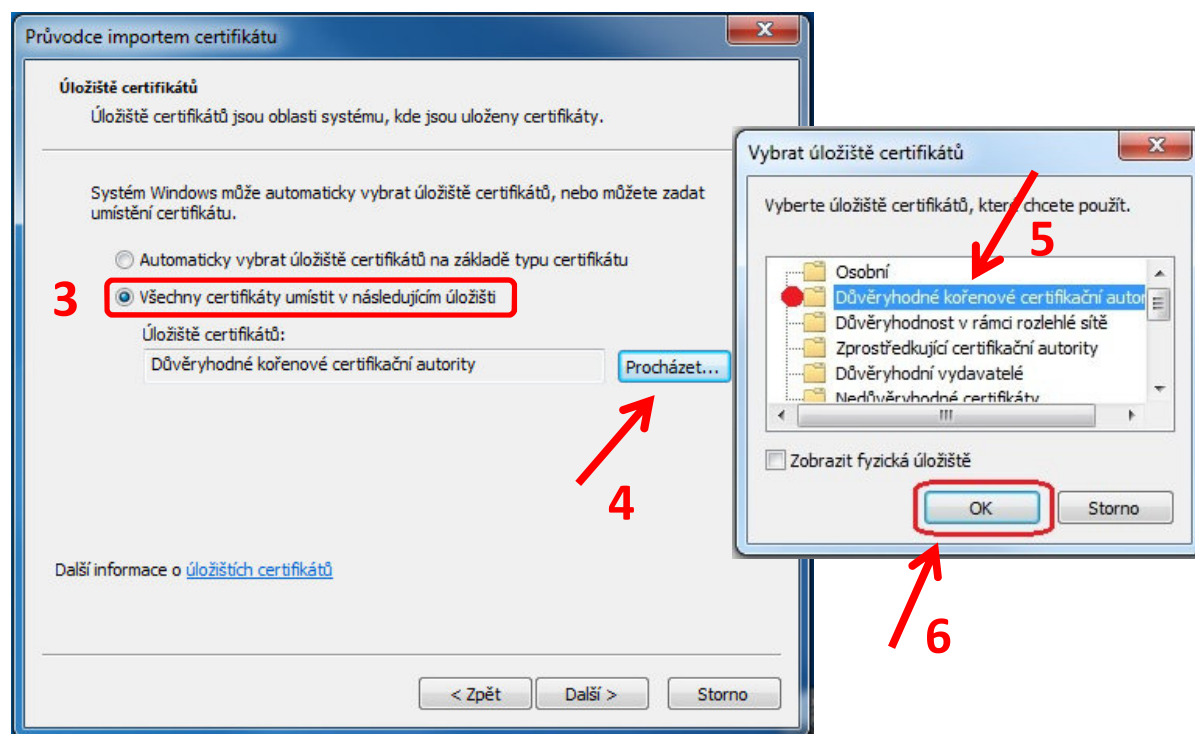 Průvodce importem certifikátu
Úložiště certifikátů
Úložiště certifikátů jsou oblasti systému, kde jsou uloženy certifikáty.
Systém Windows může automaticky vybrat úložiště certifikátů, nebo můžete zadat
umístění certifikátu.
Automaticky vybrat úložiště certifikátů na základě typu certifikátu
3
Všechny certifikáty umístit v následujícím úložišti
Úložiště certifikátů:
Důvěryhodné kořenové certifikační autority
Procházet...
4
Další informace o úložištích certifikátů
< Zpět
Další >
Storno
Vybrat úložiště certifikátů
Vyberte úložiště certifikátů, které chcete použít.
5
Osobní
Důvěryhodné kořenové certifikační autor
Důvěryhodnost v rámci rozlehlé sítě
Zprostředkující certifikační autority
Důvěryhodní vydavatelé
Nedůvěryhodné certifikáty
Zobrazit fyzická úložiště
OK
Storno
6